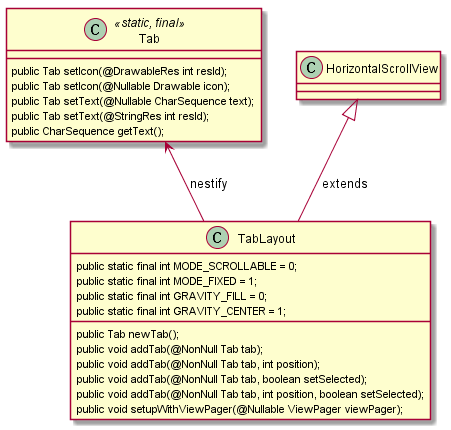 C «static, final»
Tab
public Tab setIcon(@DrawableRes int resId);
public Tab setIcon(@Nullable Drawable icon);
public Tab setText(@Nullable CharSequence text);
public Tab setText(@StringRes int resId);
public CharSequence getText();
C HorizontalScrollView
nestify
extends
C TabLayout
public static final int MODE_SCROLLABLE = 0;
public static final int MODE_FIXED = 1;
public static final int GRAVITY_FILL = 0;
public static final int GRAVITY_CENTER = 1;
public Tab newTab();
public void addTab(@NonNull Tab tab);
public void addTab(@NonNull Tab tab, int position);
public void addTab(@NonNull Tab tab, boolean setSelected);
public void addTab(@NonNull Tab tab, int position, boolean setSelected);
public void setupWithViewPager(@Nullable ViewPager viewPager);